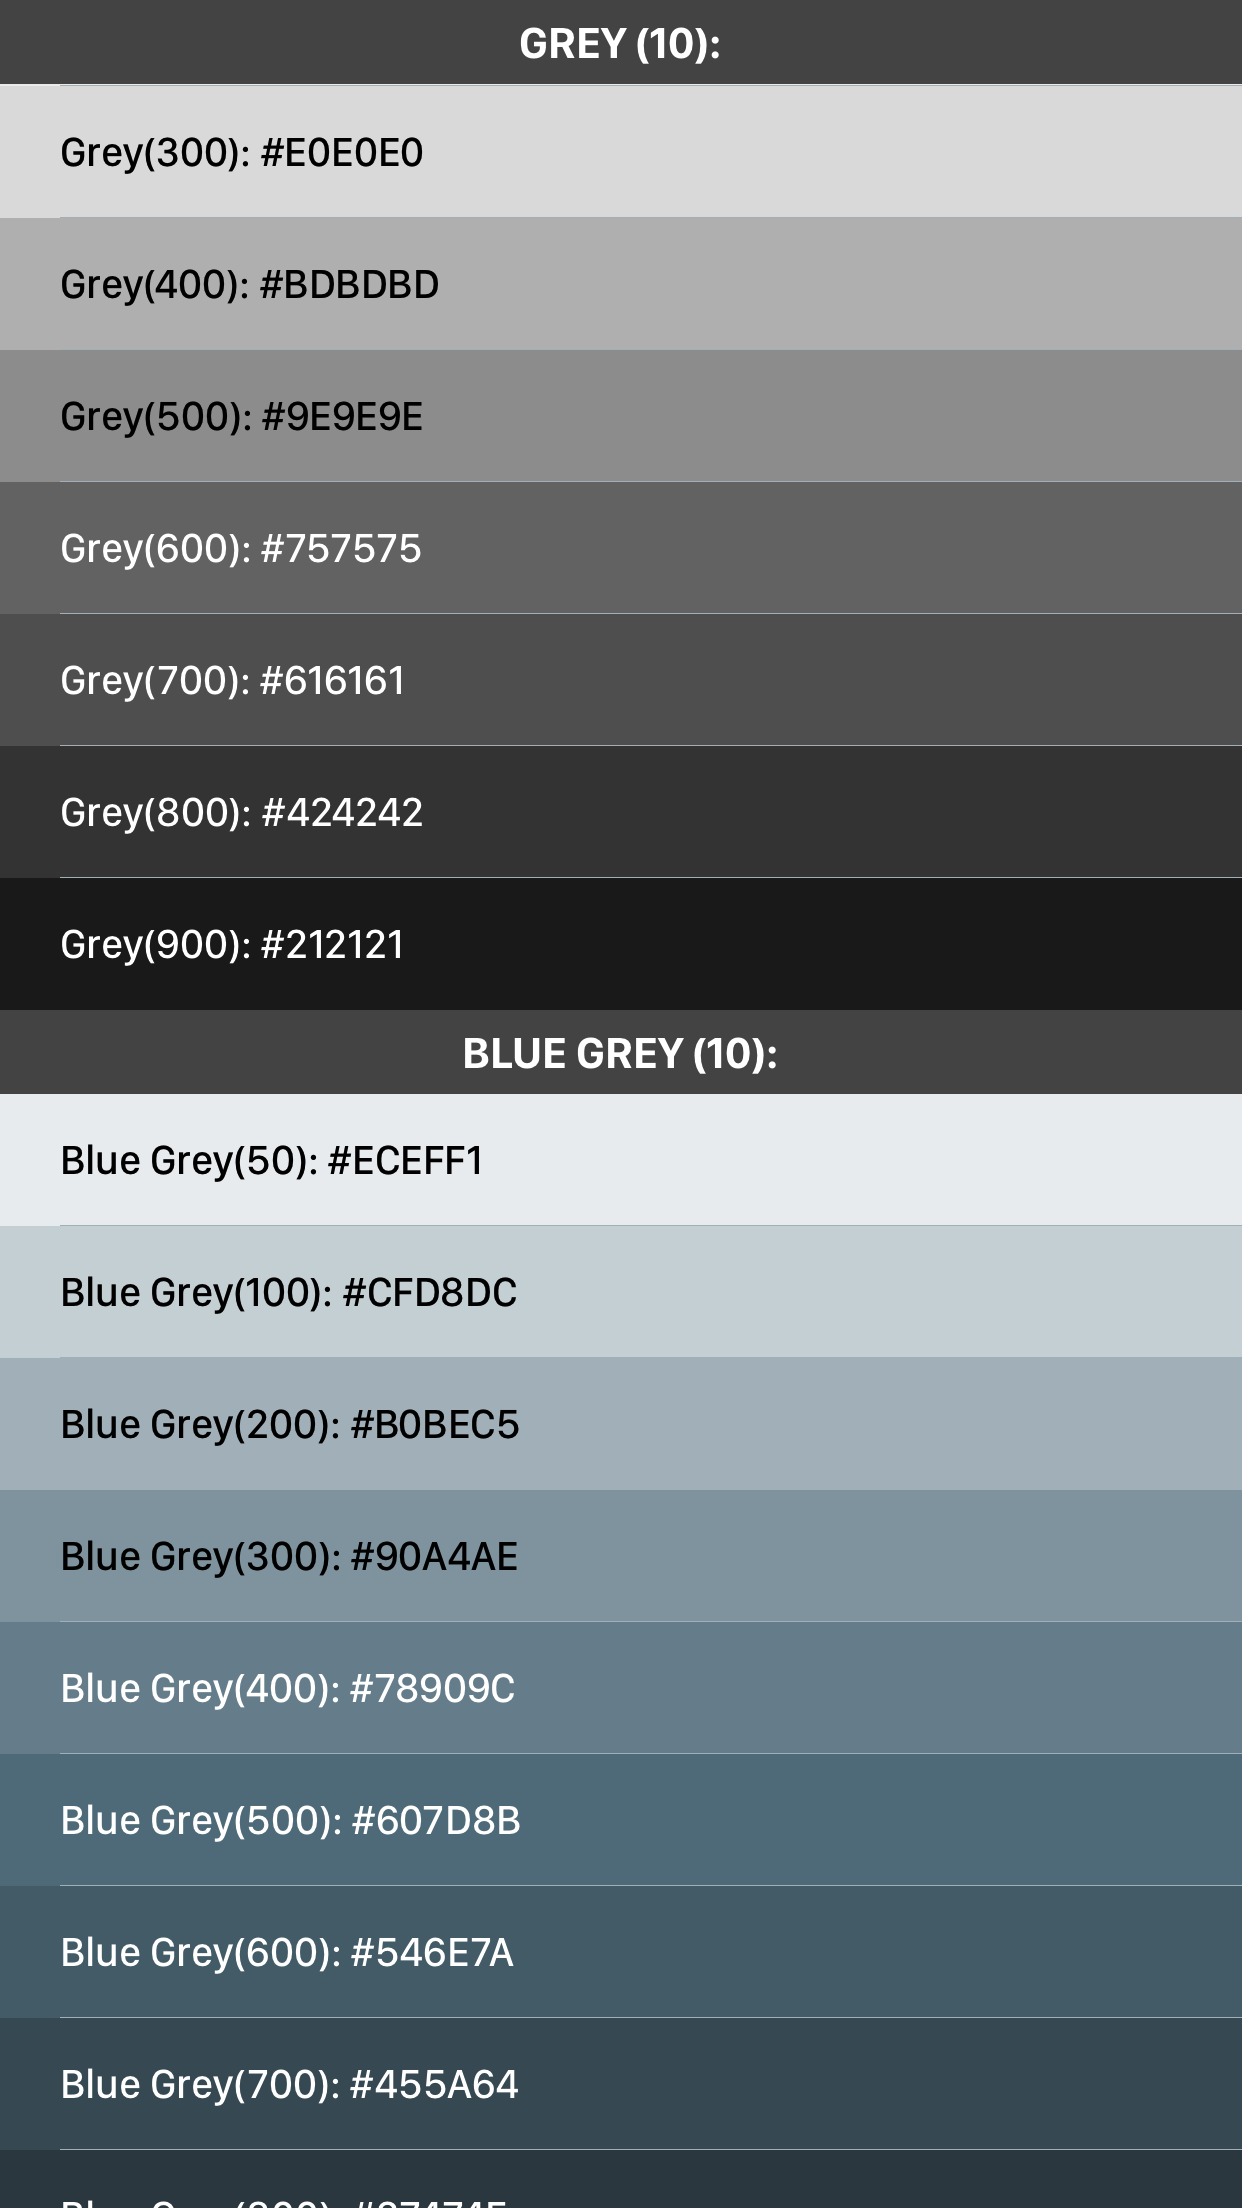 GREY (10):
Grey(300): #E0E0E0
Grey(400): #BDBDBD
Grey(500): #9E9E9E
Grey(600): #757575
Grey(700): #616161
Grey(800): #424242
Grey(900): #212121
BLUE GREY (10):
Blue Grey(50): #ECEFF1
Blue Grey(100): #CFD8DC
Blue Grey(200): #B0BEC5
Blue Grey(300): #90A4AE
Blue Grey(400): #78909C
Blue Grey(500): #607D8B
Blue Grey(600): #546E7A
Blue Grey(700): #455A64